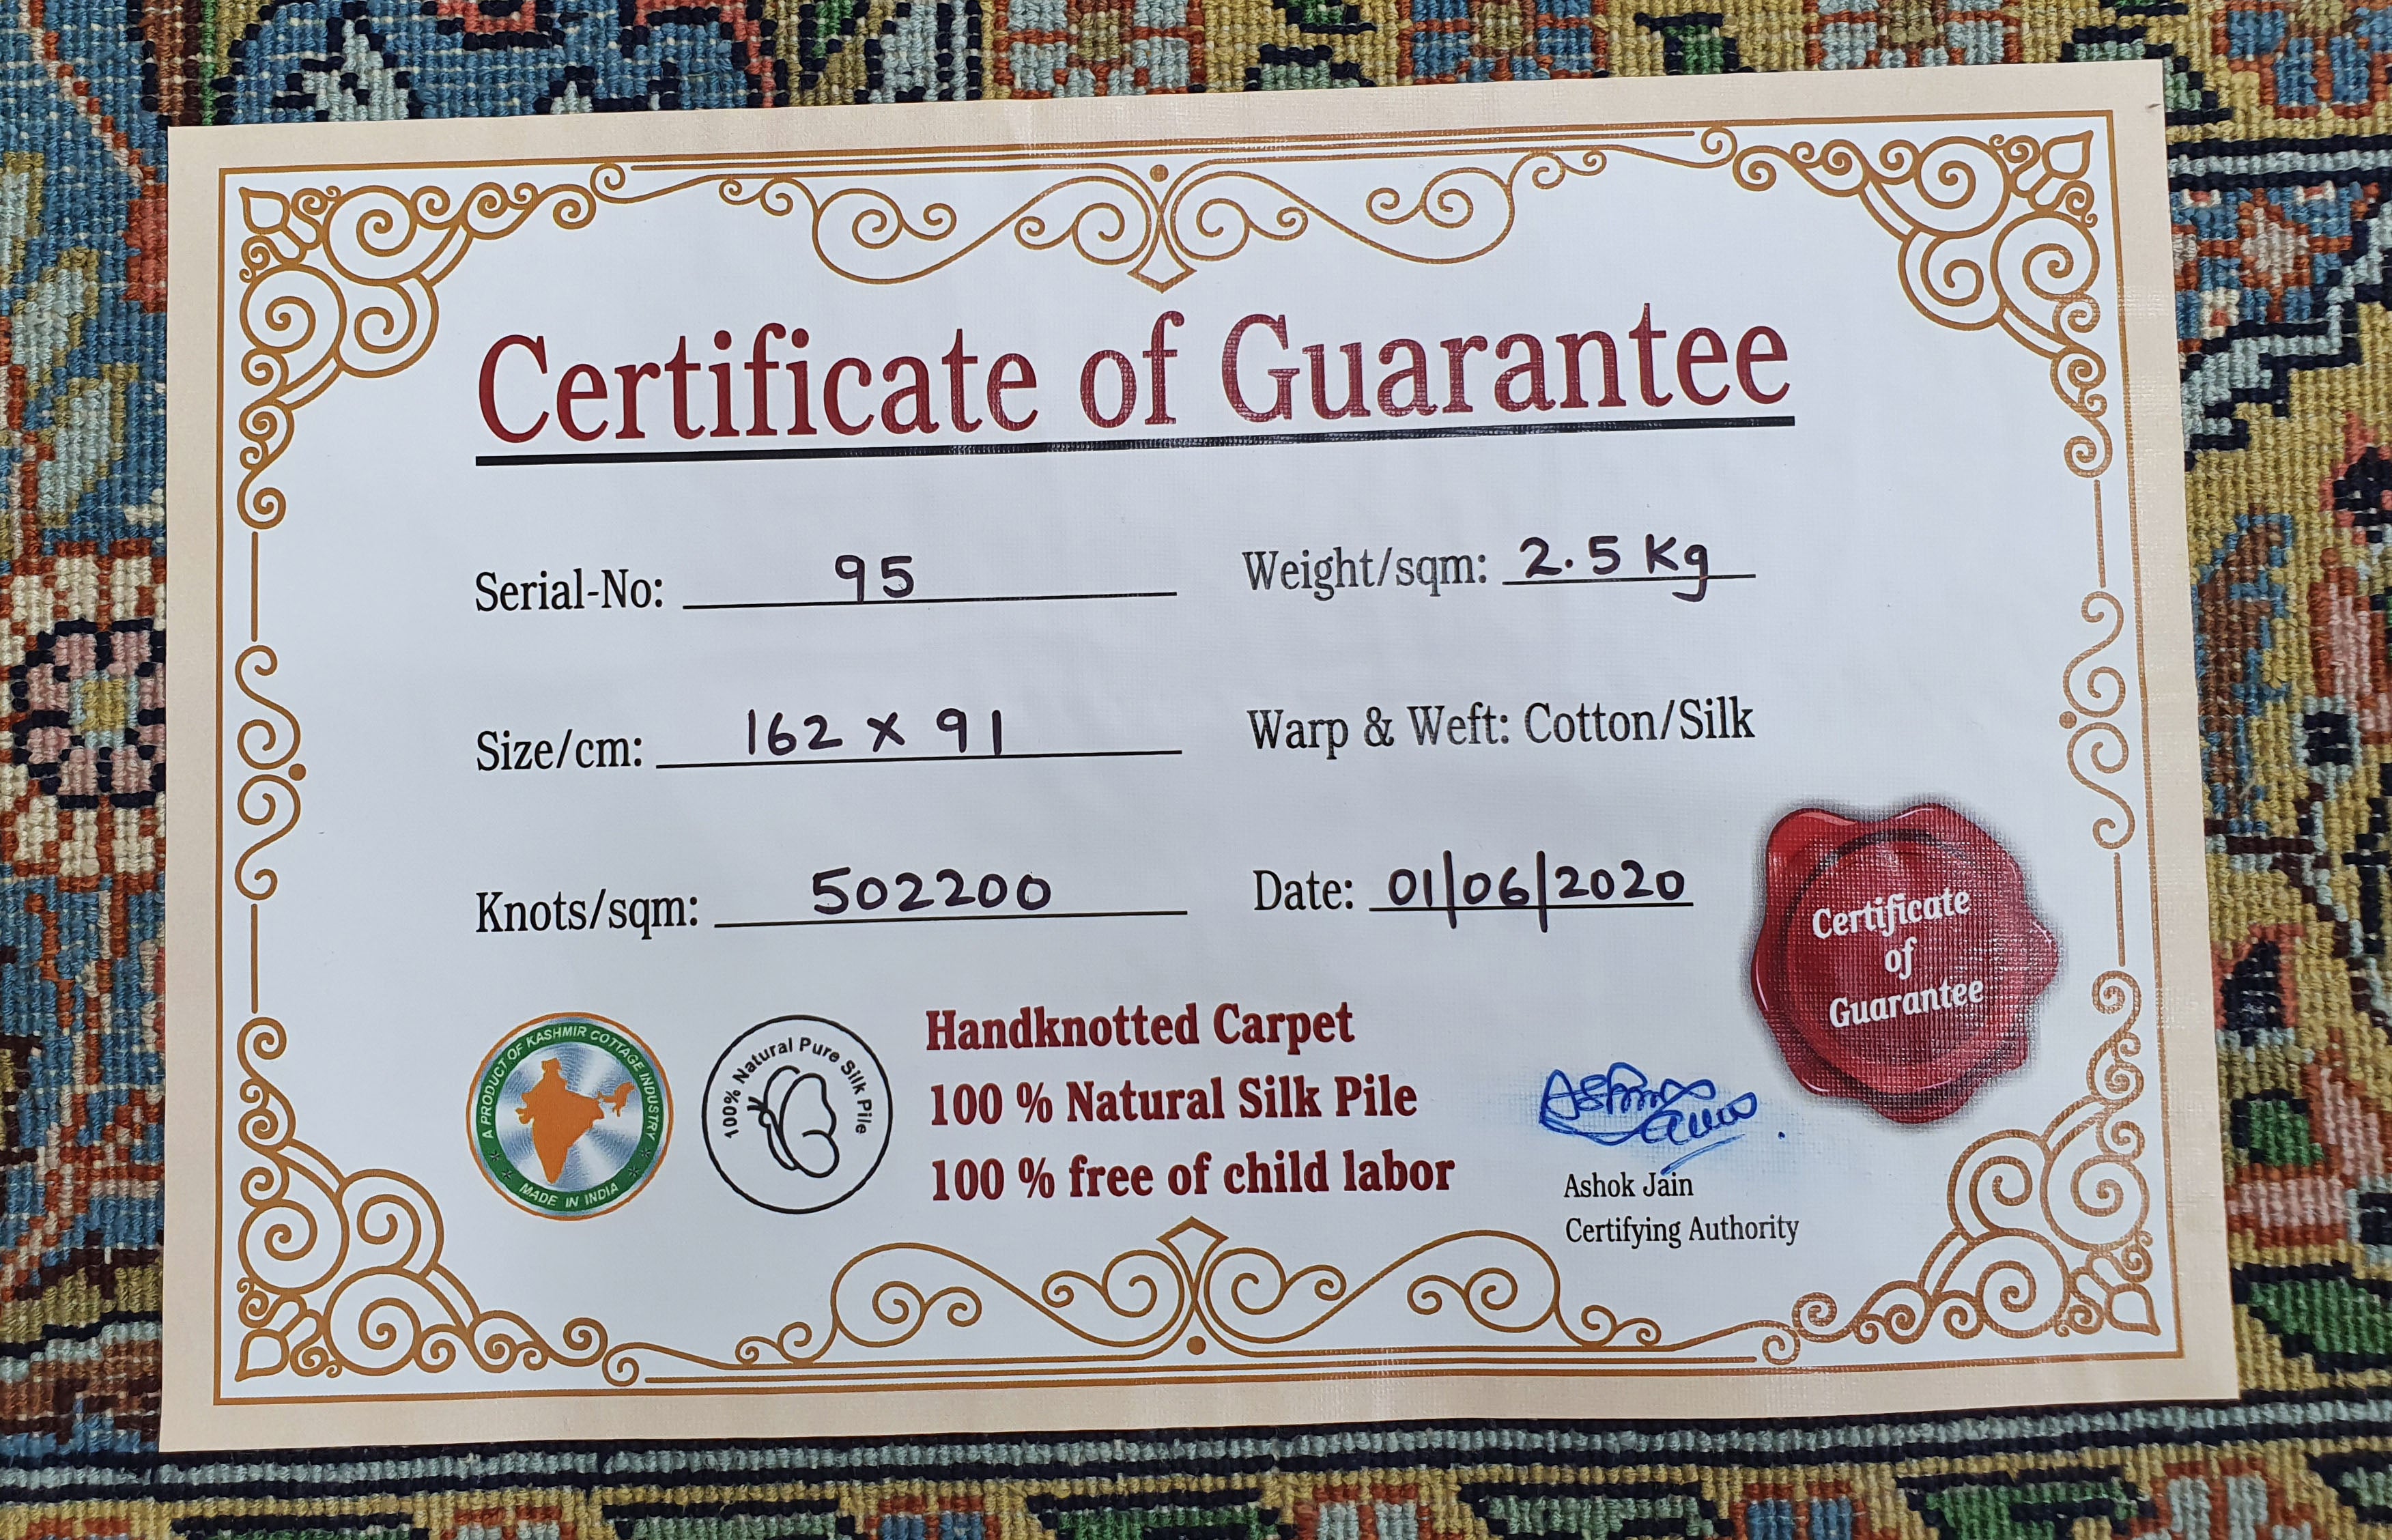 Certificate of Guarantee
Serial-No: 95
Weight/sqm: 2.5 Kg
Size/cm: 162 x 91
Warp & Weft: Cotton/Silk
Knots/sqm: 502200
Date: 01/06/2020
Certificate
of
Guarantee
A PRODUCT OF KASHMIR COTTAGE INDUSTRY
MADE IN INDIA
100% Natural Pure Silk Pile
Handknotted Carpet
100 % Natural Silk Pile
100 % free of child labor
Ashok Jain
Certifying Authority